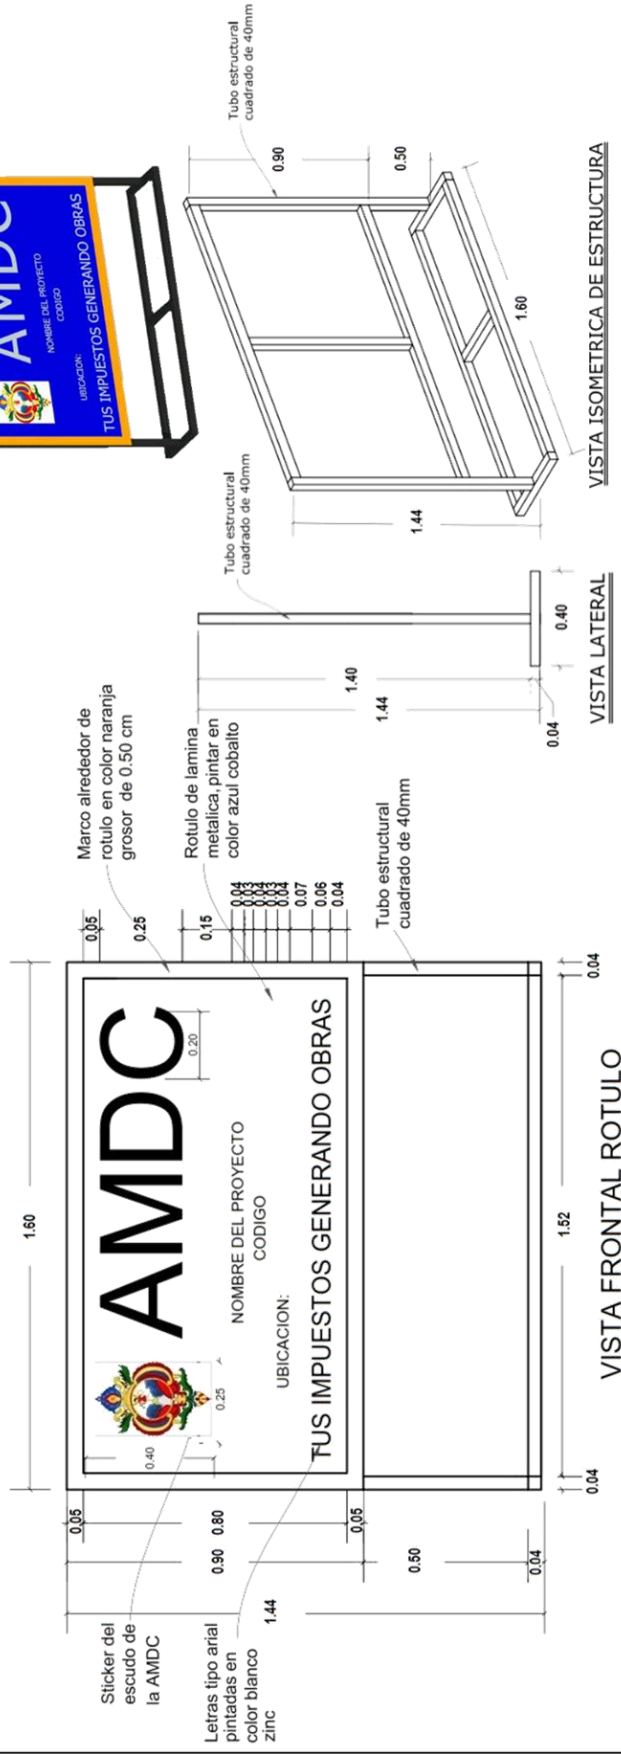 1.60
Marco alrededor de
rotulo en color naranja
grosor de 0.50 cm
Sticker del
escudo de
la AMDC
Letras tipo arial
pintadas en
color blanco
zinc
1.44
0.90
0.50
0.04
0.05
0.80
0.05
0.40
0.25
AMDC
0.20
NOMBRE DEL PROYECTO
CODIGO
UBICACION:
TUS IMPUESTOS GENERANDO OBRAS
0.05
0.25
0.15
0.04
0.03
0.04
0.03
0.04
0.07
0.06
0.04
Rotulo de lamina
metalica, pintar en
color azul cobalto
Tubo estructural
cuadrado de 40mm
0.04
1.52
0.04
VISTA FRONTAL ROTULO
Tubo estructural
cuadrado de 40mm
1.40
1.44
0.04
0.40
VISTA LATERAL
AMDC
NOMBRE DEL PROYECTO
CODIGO
UBICACION:
TUS IMPUESTOS GENERANDO OBRAS
Tubo estructural
cuadrado de 40mm
0.90
0.50
1.44
1.60
VISTA ISOMETRICA DE ESTRUCTURA